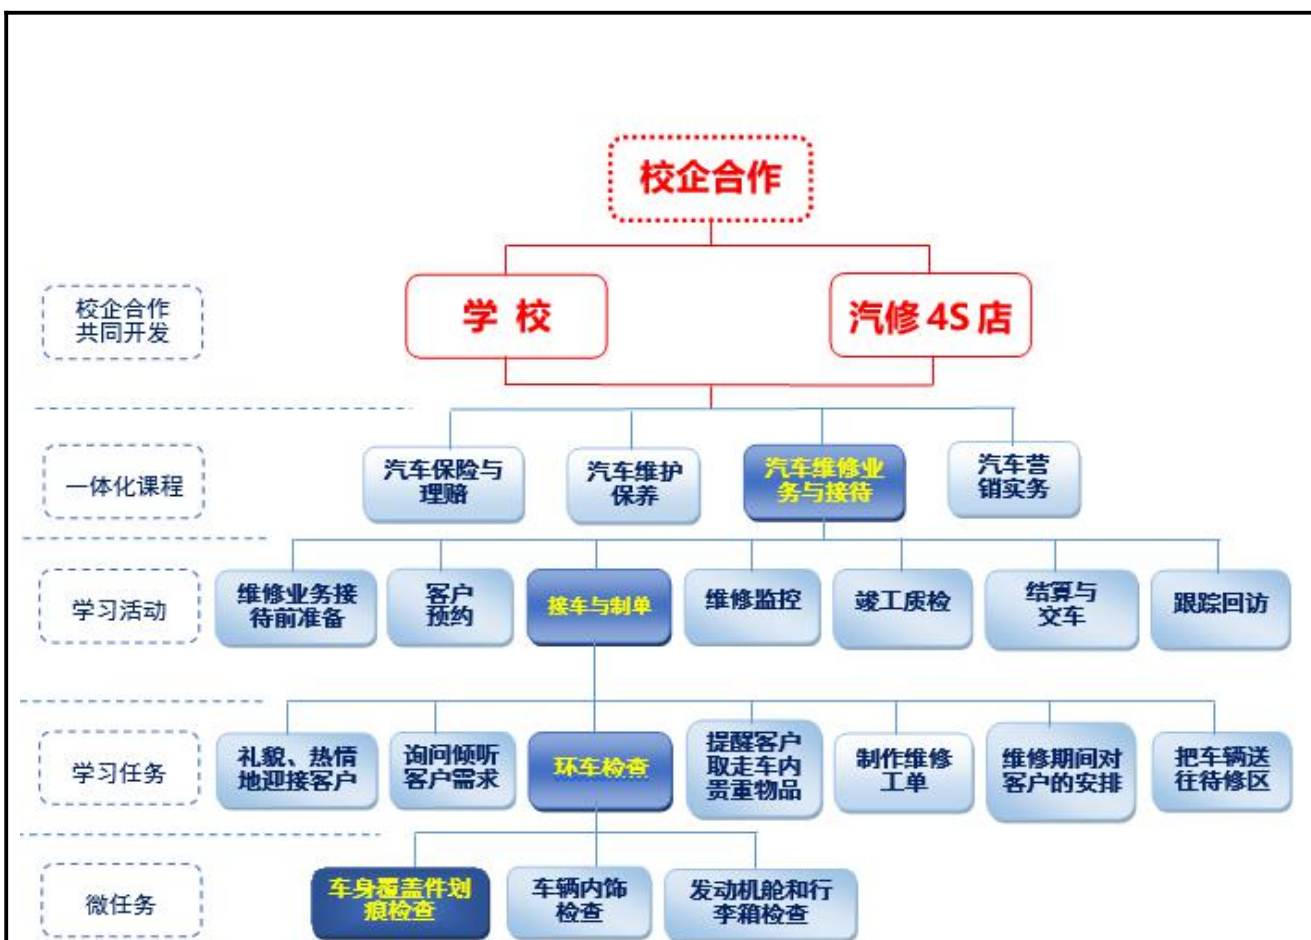 校企合作
校企合作
共同开发
学 校
汽修 4S 店
一体化课程
汽车保险与
理赔
汽车维护
保养
汽车维修业
务与接待
汽车营
销实务
学习活动
维修业务接
待前准备
客户
预约
接车与制单
维修监控
竣工质检
结算与
交车
跟踪回访
学习任务
礼貌、热情
地迎接客户
询问倾听
客户需求
环车检查
提醒客户
取走车内
贵重物品
制作维修
工单
维修期间对
客户的安排
把车辆送
往待修区
微任务
车身覆盖件划
痕检查
车辆内饰
检查
发动机舱和行
李箱检查